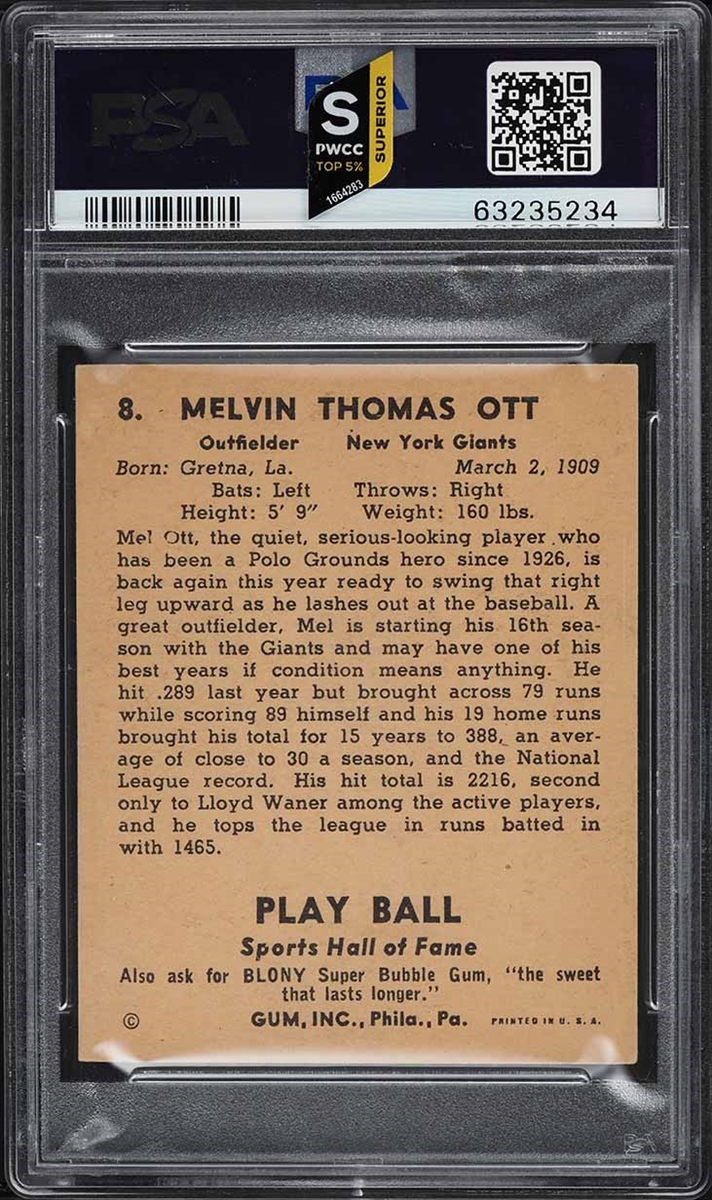 PSA
S
PWCC
TOP 5%
1664283
SUPERIOR
63235234
8. MELVIN THOMAS OTT
Outfielder New York Giants
Born: Gretna, La. March 2, 1909
Bats: Left Throws: Right
Height: 5' 9" Weight: 160 lbs.
Mel Ott, the quiet, serious-looking player who
has been a Polo Grounds hero since 1926, is
back again this year ready to swing that right
leg upward as he lashes out at the baseball. A
great outfielder, Mel is starting his 16th sea-
son with the Giants and may have one of his
best years if condition means anything. He
hit .289 last year but brought across 79 runs
while scoring 89 himself and his 19 home runs
brought his total for 15 years to 388, an aver-
age of close to 30 a season, and the National
League record. His hit total is 2216, second
only to Lloyd Waner among the active players,
and he tops the league in runs batted in
with 1465.
PLAY BALL
Sports Hall of Fame
Also ask for BLONY Super Bubble Gum, "the sweet
that lasts longer."
© GUM, INC., Phila., Pa. PRINTED IN U. S. A.
PSA